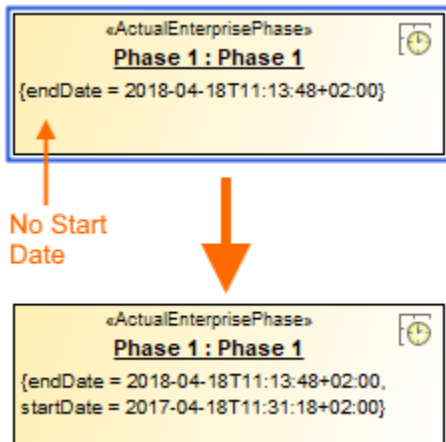 «ActualEnterprisePhase»
Phase 1 : Phase 1
{endDate = 2018-04-18T11:13:48+02:00}
No Start
Date
«ActualEnterprisePhase»
Phase 1 : Phase 1
{endDate = 2018-04-18T11:13:48+02:00,
startDate = 2017-04-18T11:31:18+02:00}